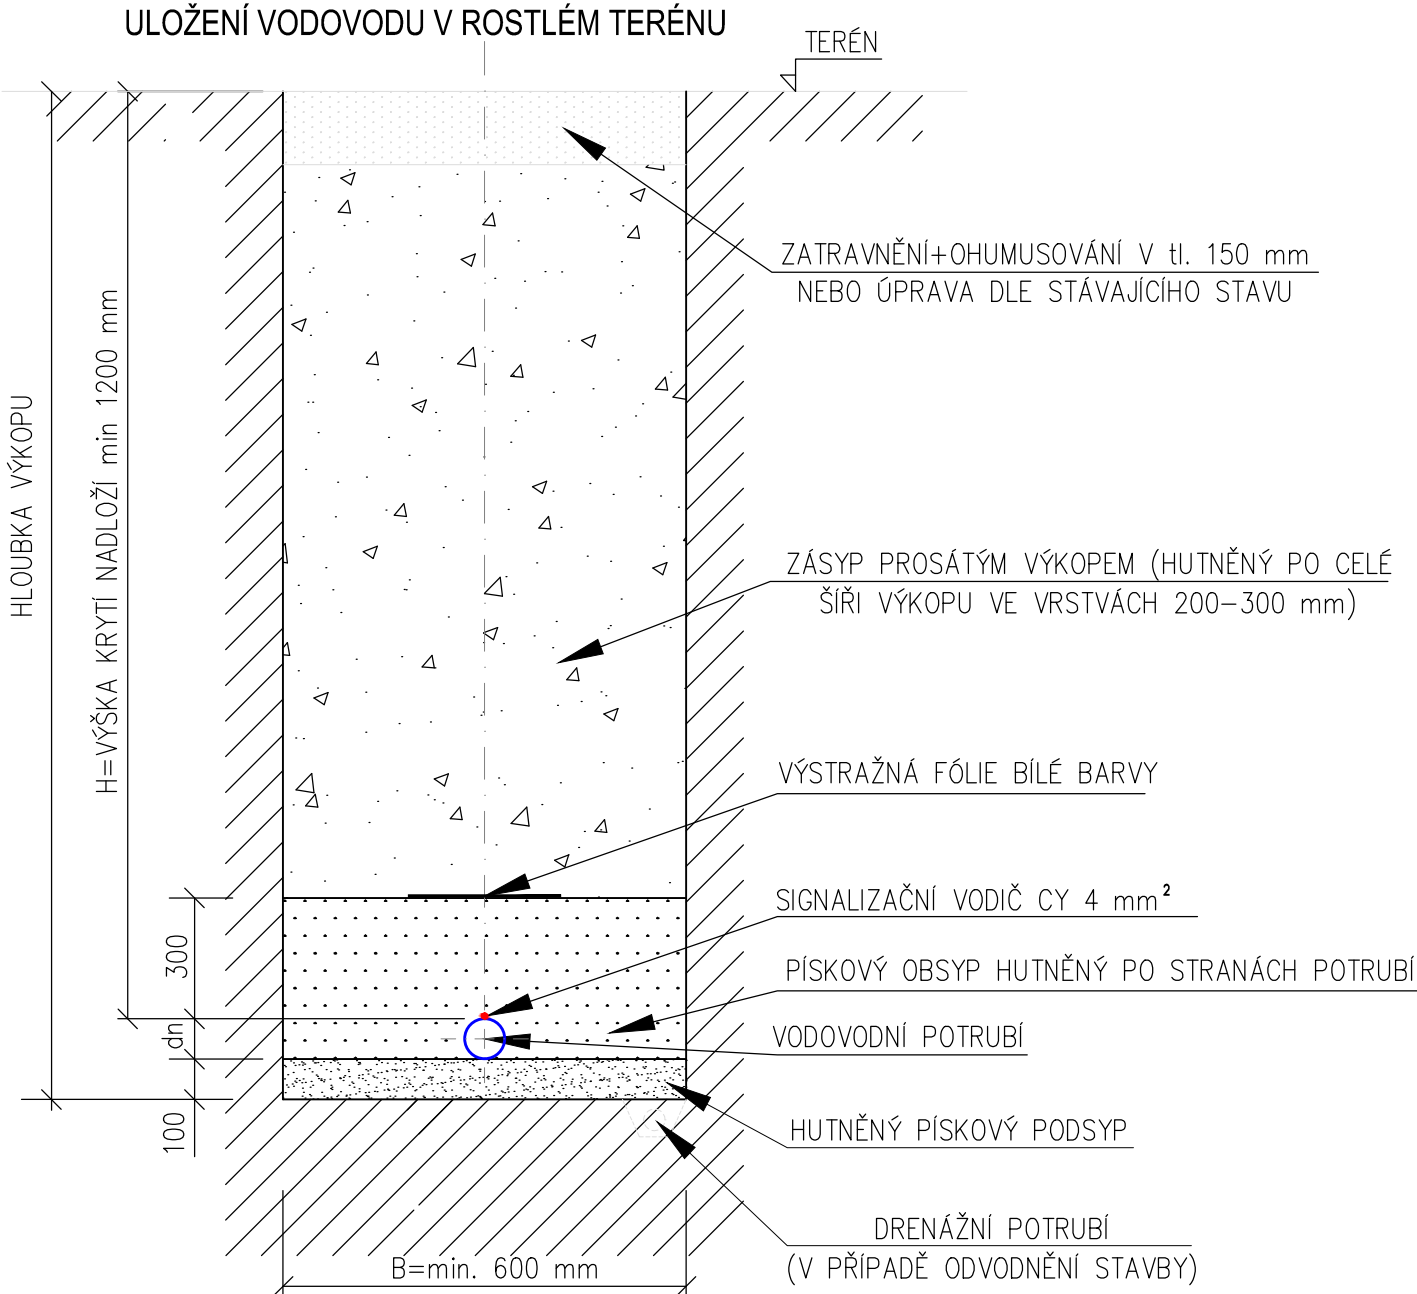 ULOŽENÍ VODOVODU V ROSTLÉM TERÉNU
TERÉN
ZATRAVNĚNÍ+OHUMUSOVÁNÍ V tl. 150 mm
NEBO ÚPRAVA DLE STÁVAJÍCÍHO STAVU
HLOUBKA VÝKOPU
H=VÝŠKA KRYTÍ NADLOŽÍ min 1200 mm
ZÁSYP PROSÁTÝM VÝKOPEM (HUTNĚNÝ PO CELÉ
ŠÍŘI VÝKOPU VE VRSTVÁCH 200-300 mm)
VÝSTRAŽNÁ FÓLIE BÍLÉ BARVY
SIGNALIZAČNÍ VODIČ CY 4 mm²
300
PÍSKOVÝ OBSYP HUTNĚNÝ PO STRANÁCH POTRUBÍ
dn
VODOVODNÍ POTRUBÍ
100
HUTNĚNÝ PÍSKOVÝ PODSYP
DRENÁŽNÍ POTRUBÍ
(V PŘÍPADĚ ODVODNĚNÍ STAVBY)
B=min. 600 mm